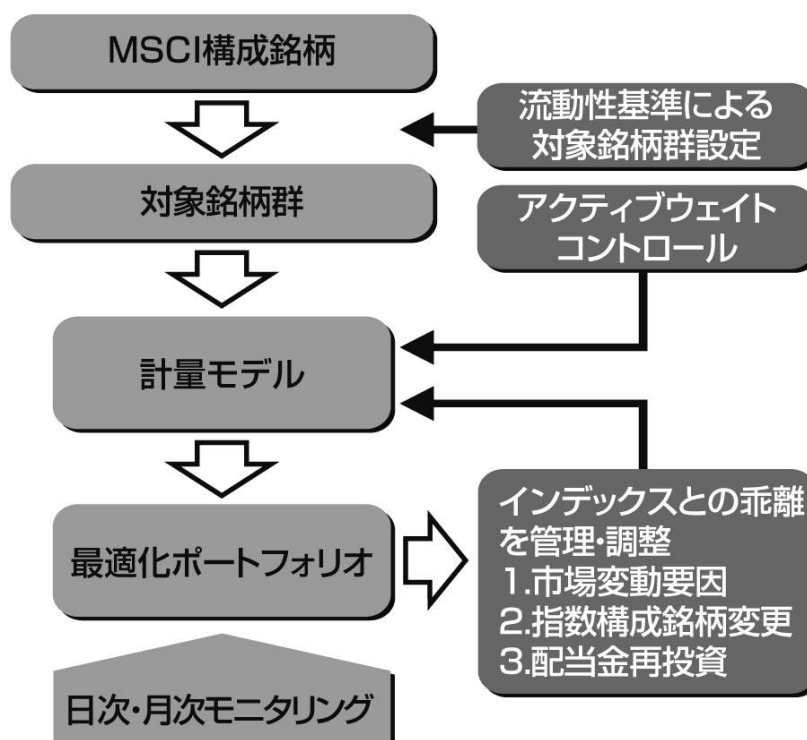 MSCI構成銘柄
流動性基準による
対象銘柄群設定
対象銘柄群
アクティブウェイト
コントロール
計量モデル
最適化ポートフォリオ
インデックスとの乖離
を管理・調整
1.市場変動要因
2.指数構成銘柄変更
3.配当金再投資
日次・月次モニタリング